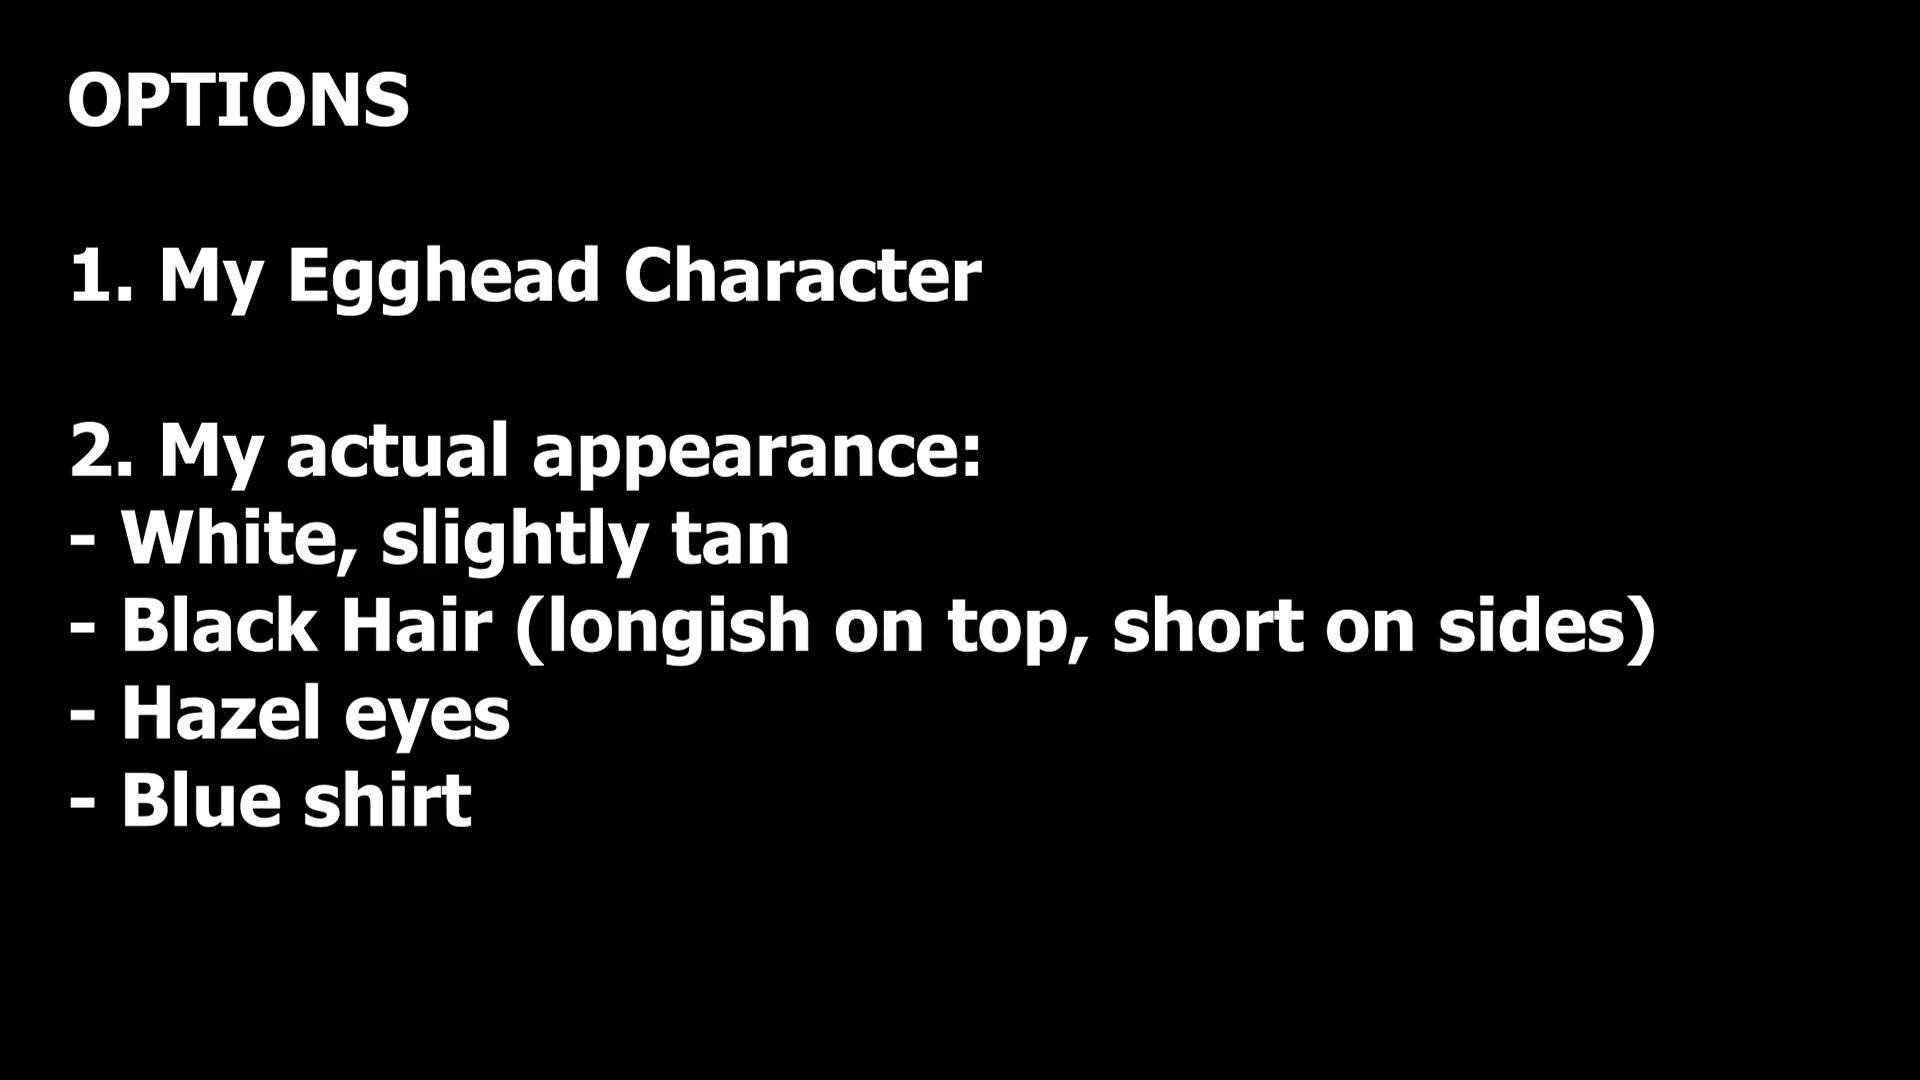 OPTIONS
1. My Egghead Character
2. My actual appearance:
- White, slightly tan
- Black Hair (longish on top, short on sides)
- Hazel eyes
- Blue shirt